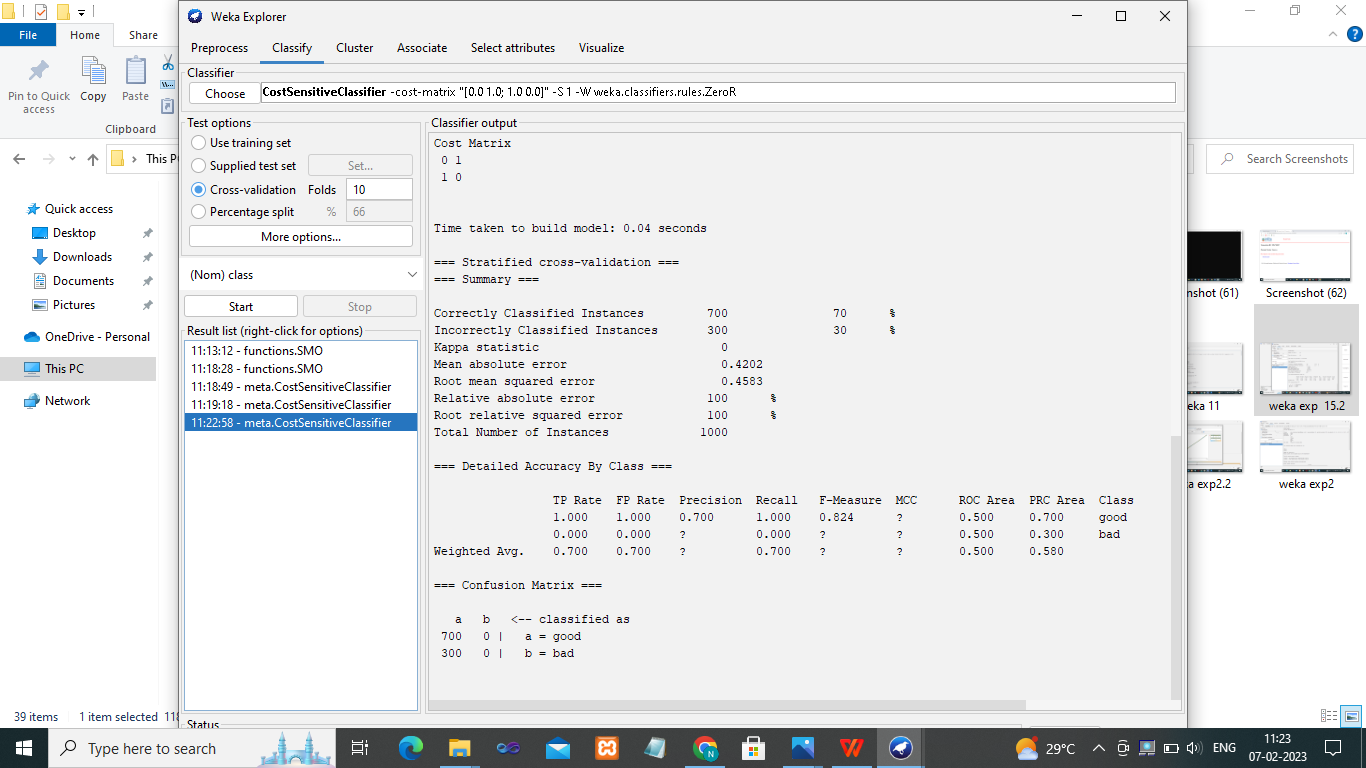 Weka Explorer
File Home Share
Preprocess Classify Cluster Associate Select attributes Visualize
Pin to Quick access
Copy
Paste
Clipboard
This PC
Search Screenshots
Classifier
Choose
CostSensitiveClassifier -cost-matrix "[0.0 1.0; 1.0 0.0]" -S 1 -W weka.classifiers.rules.ZeroR
Test options
Use training set
Supplied test set Set...
Cross-validation Folds 10
Percentage split % 66
More options...
(Nom) class
Start Stop
Result list (right-click for options)
11:13:12 - functions.SMO
11:18:28 - functions.SMO
11:18:49 - meta.CostSensitiveClassifier
11:19:18 - meta.CostSensitiveClassifier
11:22:58 - meta.CostSensitiveClassifier
Classifier output
Cost Matrix
0 1
1 0
Time taken to build model: 0.04 seconds
=== Stratified cross-validation ===
=== Summary ===
Correctly Classified Instances 700 70 %
Incorrectly Classified Instances 300 30 %
Kappa statistic 0
Mean absolute error 0.4202
Root mean squared error 0.4583
Relative absolute error 100 %
Root relative squared error 100 %
Total Number of Instances 1000
=== Detailed Accuracy By Class ===
TP Rate FP Rate Precision Recall F-Measure MCC ROC Area PRC Area Class
1.000 1.000 0.700 1.000 0.824 ? 0.500 0.700 good
0.000 0.000 ? 0.000 ? ? 0.500 0.300 bad
Weighted Avg. 0.700 0.700 ? 0.700 ? ? 0.500 0.580
=== Confusion Matrix ===
a b <-- classified as
700 0 | a = good
300 0 | b = bad
Status
Quick access
Desktop
Downloads
Documents
Pictures
OneDrive - Personal
This PC
Network
39 items 1 item selected
Screenshot (62)
weka exp 15.2
weka exp2
Type here to search
29°C
ENG
11:23
07-02-2023